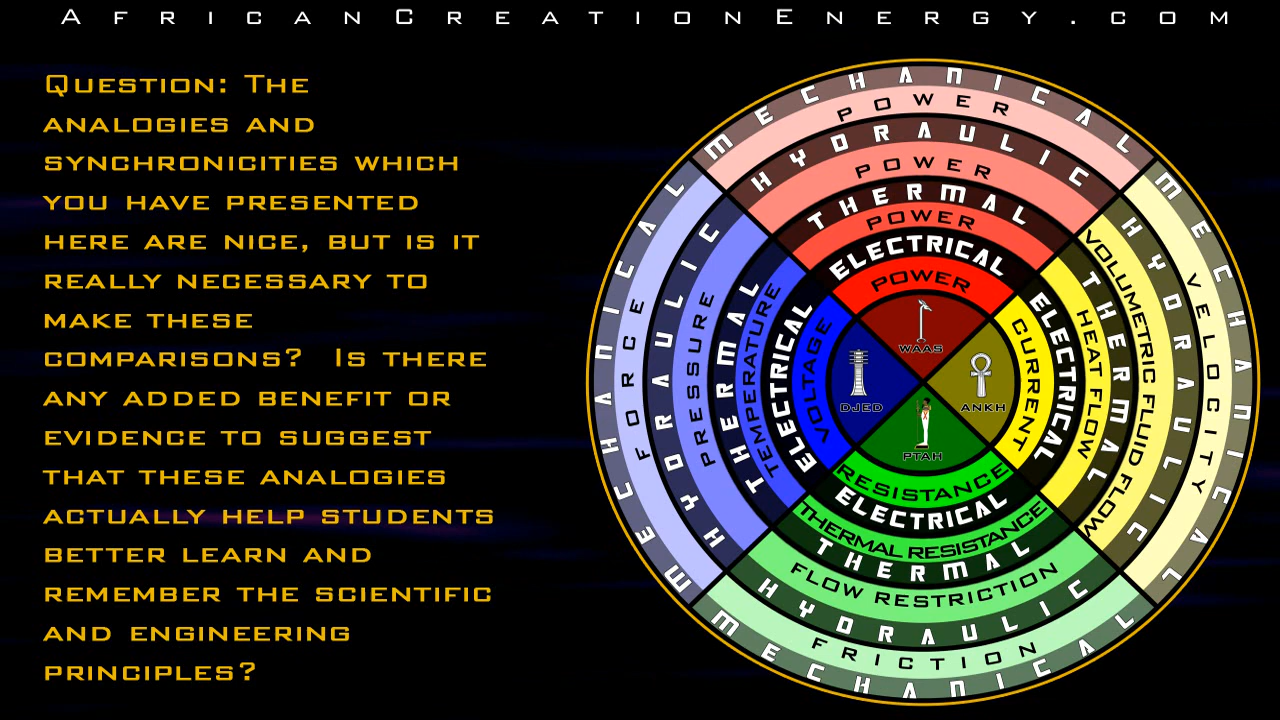 AfricanCreationEnergy.com
Question: The
analogies and
synchronicities which
you have presented
here are nice, but is it
really necessary to
make these
comparisons? Is there
any added benefit or
evidence to suggest
that these analogies
actually help students
better learn and
remember the scientific
and engineering
principles?
MECHANICAL
POWER
HYDRAULIC
POWER
THERMAL
POWER
ELECTRICAL
POWER
WAAS
MECHANICAL
FORCE
HYDRAULIC
PRESSURE
THERMAL
TEMPERATURE
ELECTRICAL
VOLTAGE
DJED
ANKH
CURRENT
ELECTRICAL
HEAT FLOW
THERMAL
VOLUMETRIC FLUID FLOW
HYDRAULIC
VELOCITY
MECHANICAL
PTAH
RESISTANCE
ELECTRICAL
THERMAL RESISTANCE
THERMAL
FLOW RESTRICTION
HYDRAULIC
FRICTION
MECHANICAL